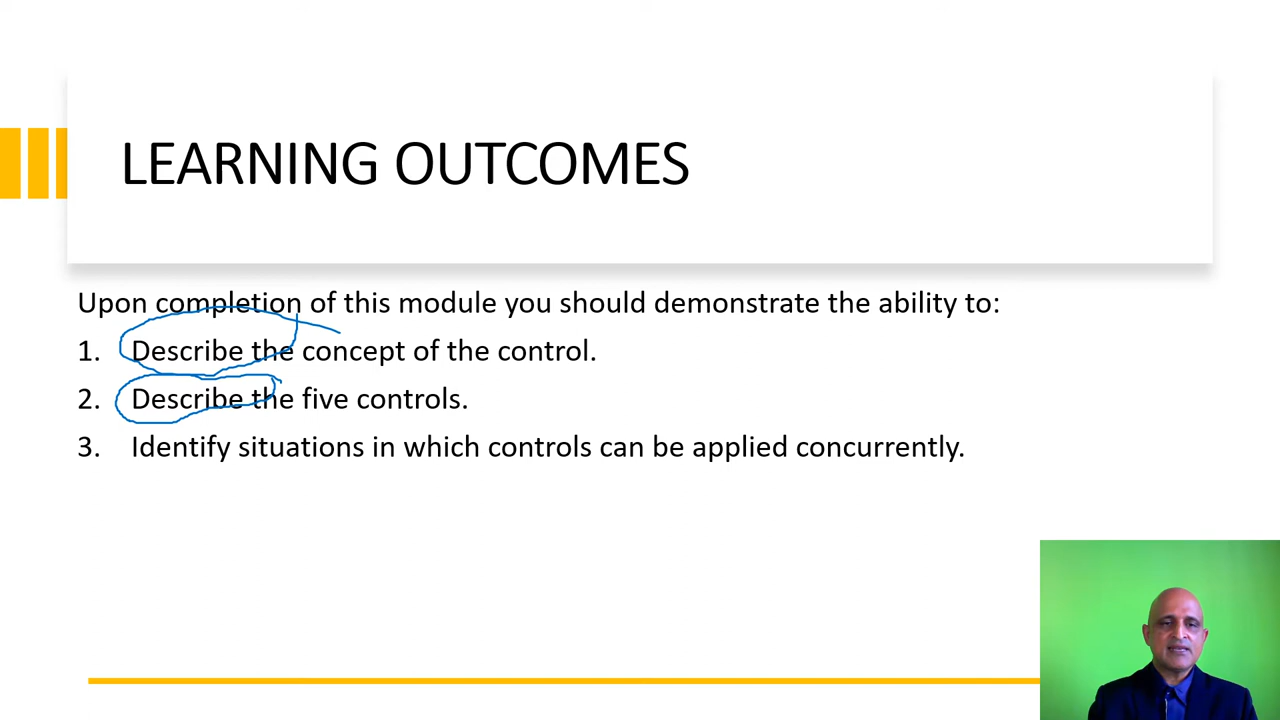 LEARNING OUTCOMES
Upon completion of this module you should demonstrate the ability to:
1. Describe the concept of the control.
2. Describe the five controls.
3. Identify situations in which controls can be applied concurrently.